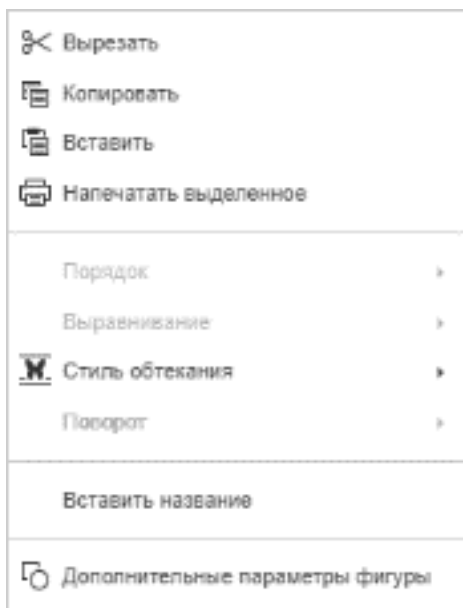 Вырезать
Копировать
Вставить
Напечатать выделенное
Порядок
Выравнивание
Стиль обтекания
Поворот
Вставить название
Дополнительные параметры фигуры